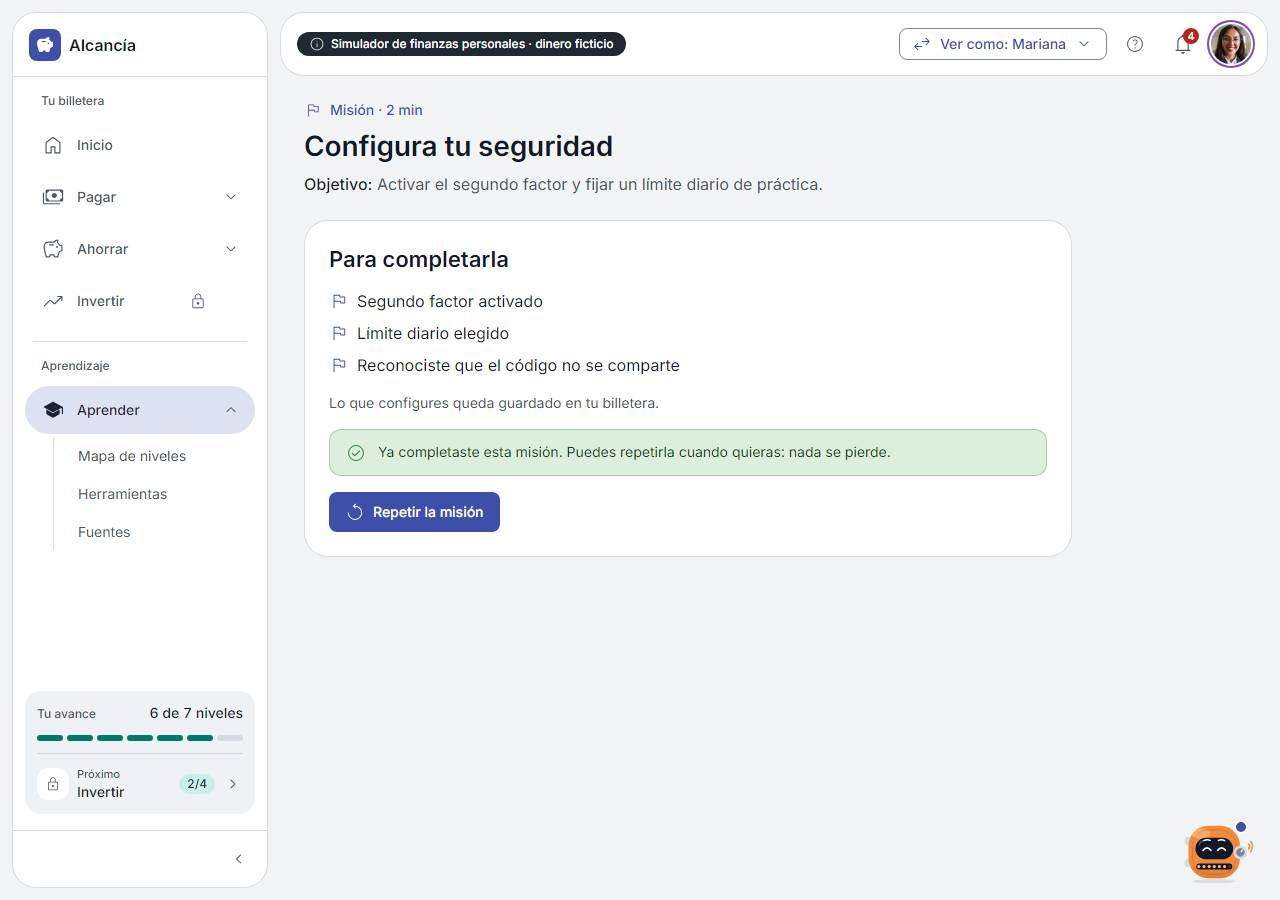 Alcancía
Simulador de finanzas personales · dinero ficticio
Ver como: Mariana
4
Tu billetera
Inicio
Pagar
Ahorrar
Invertir
Aprendizaje
Aprender
Mapa de niveles
Herramientas
Fuentes
Tu avance
6 de 7 niveles
Próximo
Invertir
2/4
Misión · 2 min
Configura tu seguridad
Objetivo: Activar el segundo factor y fijar un límite diario de práctica.
Para completarla
Segundo factor activado
Límite diario elegido
Reconociste que el código no se comparte
Lo que configures queda guardado en tu billetera.
Ya completaste esta misión. Puedes repetirla cuando quieras: nada se pierde.
Repetir la misión